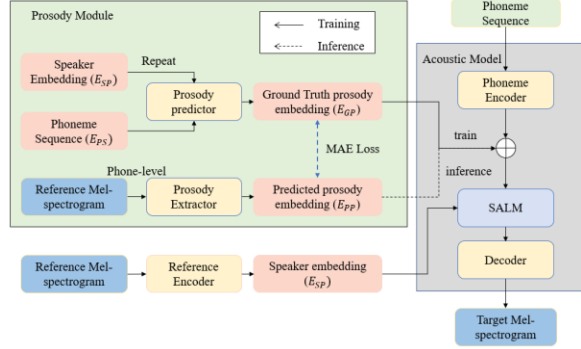 Prosody Module
Training
Inference
Phoneme
Sequence
Speaker
Embedding (E_SP)
Repeat
Prosody
predictor
Ground Truth prosody
embedding (E_GP)
Phoneme
Sequence (E_PS)
MAE Loss
Phone-level
Reference Mel-
spectrogram
Prosody
Extractor
Predicted prosody
embedding (E_PP)
Acoustic Model
Phoneme
Encoder
train
inference
SALM
Reference Mel-
spectrogram
Reference
Encoder
Speaker embedding
(E_SP)
Decoder
Target Mel-
spectrogram